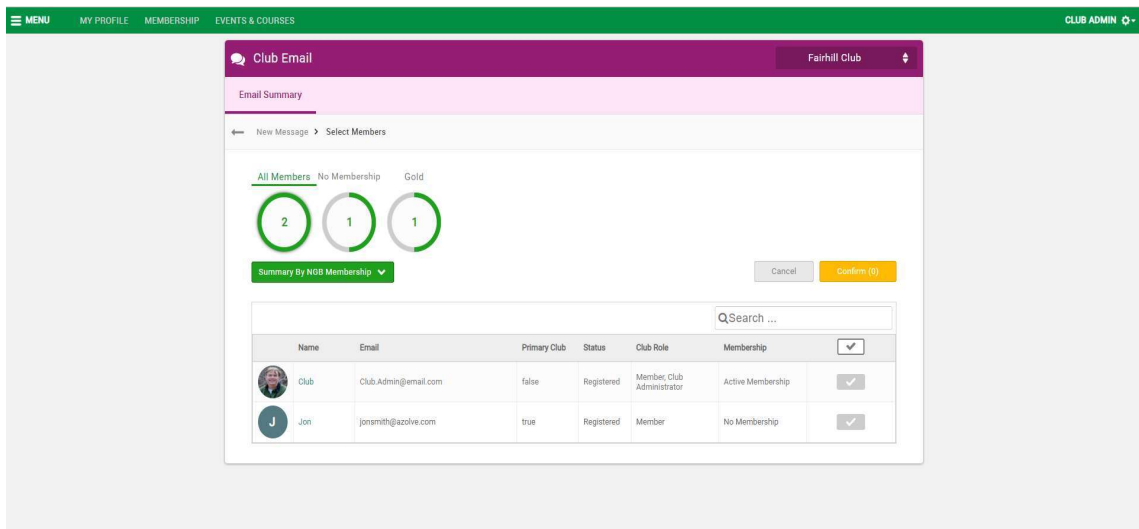 MENU MY PROFILE MEMBERSHIP EVENTS & COURSES CLUB ADMIN
Club Email Fairhill Club
Email Summary
New Message > Select Members
All Members No Membership Gold
2 1 1
Summary By NGB Membership Cancel Confirm (0)
Search ...
Name Email Primary Club Status Club Role Membership
Club Club.Admin@email.com false Registered Member, Club Administrator Active Membership
J Jon jonsmith@azolve.com true Registered Member No Membership